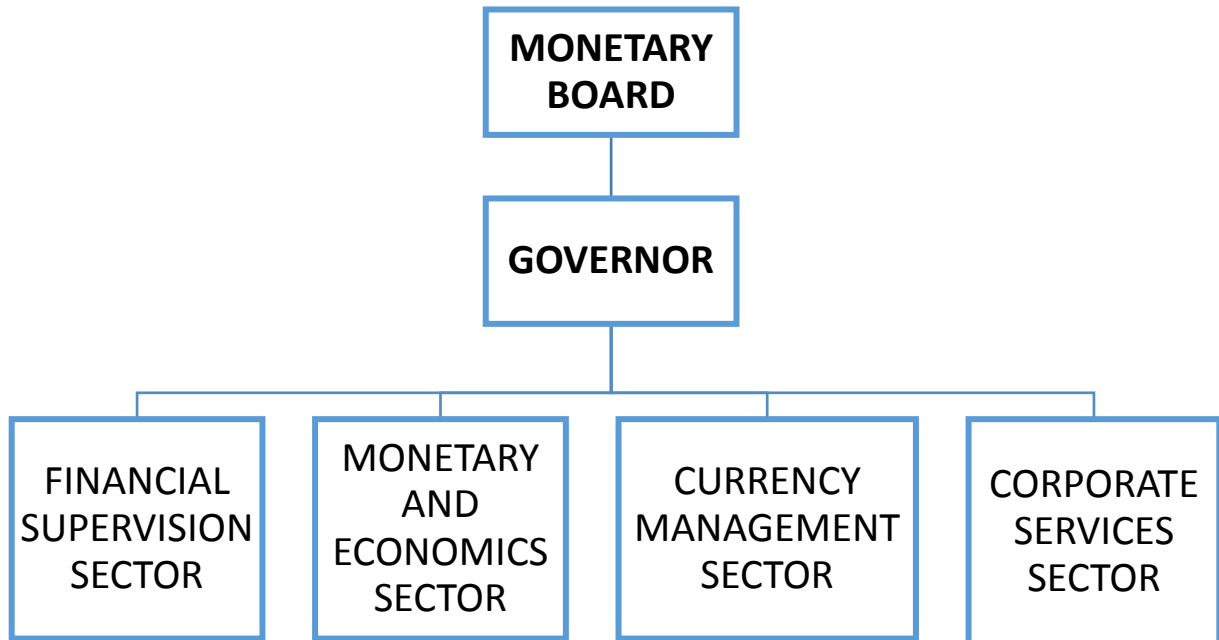 MONETARY
BOARD
GOVERNOR
FINANCIAL
SUPERVISION
SECTOR
MONETARY
AND
ECONOMICS
SECTOR
CURRENCY
MANAGEMENT
SECTOR
CORPORATE
SERVICES
SECTOR